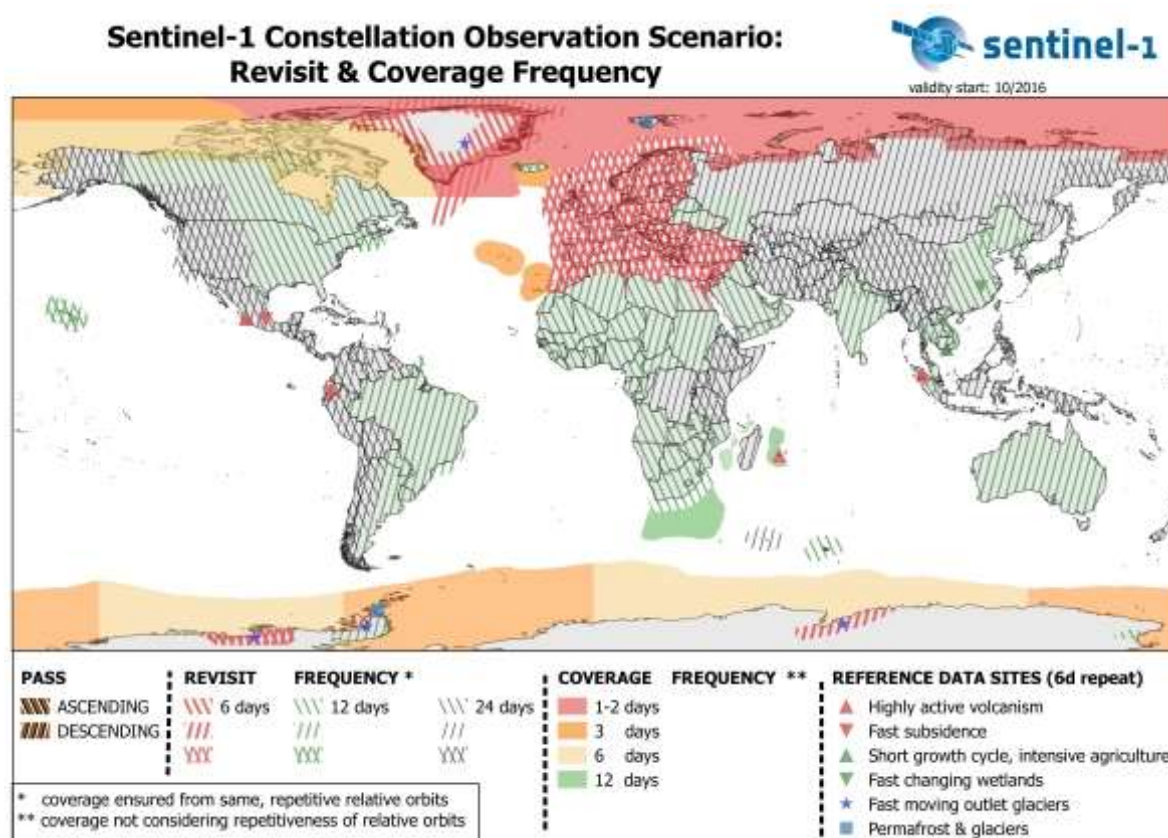 Sentinel-1 Constellation Observation Scenario:
Revisit & Coverage Frequency
sentinel-1
validity start: 10/2016
PASS
ASCENDING
DESCENDING
REVISIT FREQUENCY *
6 days 12 days 24 days
COVERAGE FREQUENCY **
1-2 days
3 days
6 days
12 days
REFERENCE DATA SITES (6d repeat)
Highly active volcanism
Fast subsidence
Short growth cycle, intensive agriculture
Fast changing wetlands
Fast moving outlet glaciers
Permafrost & glaciers
* coverage ensured from same, repetitive relative orbits
** coverage not considering repetitiveness of relative orbits